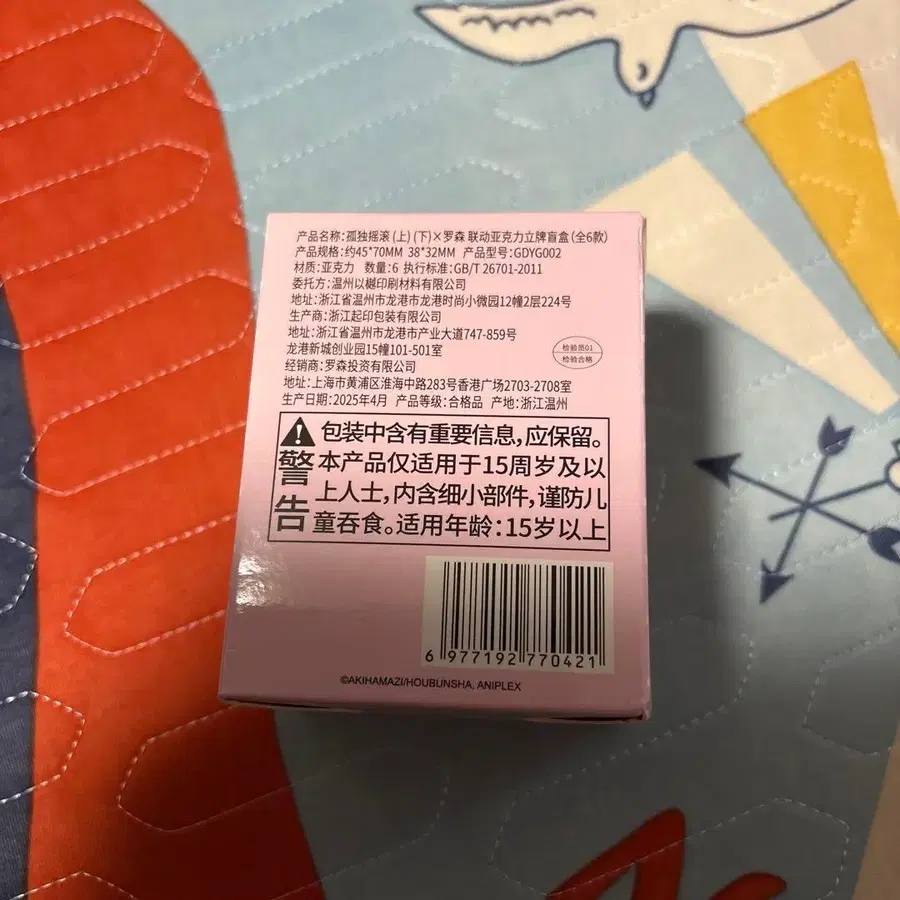 产品名称:孤独摇滚(上)(下)×罗森 联动亚克力立牌盲盒(全6款)
产品规格:约45*70MM 38*32MM 产品型号:GDYG002
材质:亚克力 数量:6 执行标准:GB/T 26701-2011
委托方:温州以樾印刷材料有限公司
地址:浙江省温州市龙港市龙港时尚小微园12幢2层224号
生产商:浙江起印包装有限公司
地址:浙江省温州市龙港市产业大道747-859号
龙港新城创业园15幢101-501室
检验员01
检验合格
经销商:罗森投资有限公司
地址:上海市黄浦区淮海中路283号香港广场2703-2708室
生产日期:2025年4月 产品等级:合格品 产地:浙江温州
警告
包装中含有重要信息,应保留。
本产品仅适用于15周岁及以
上人士,内含细小部件,谨防儿
童吞食。适用年龄:15岁以上
6 977192 770421
©AKIHAMAZI/HOUBUNSHA, ANIPLEX